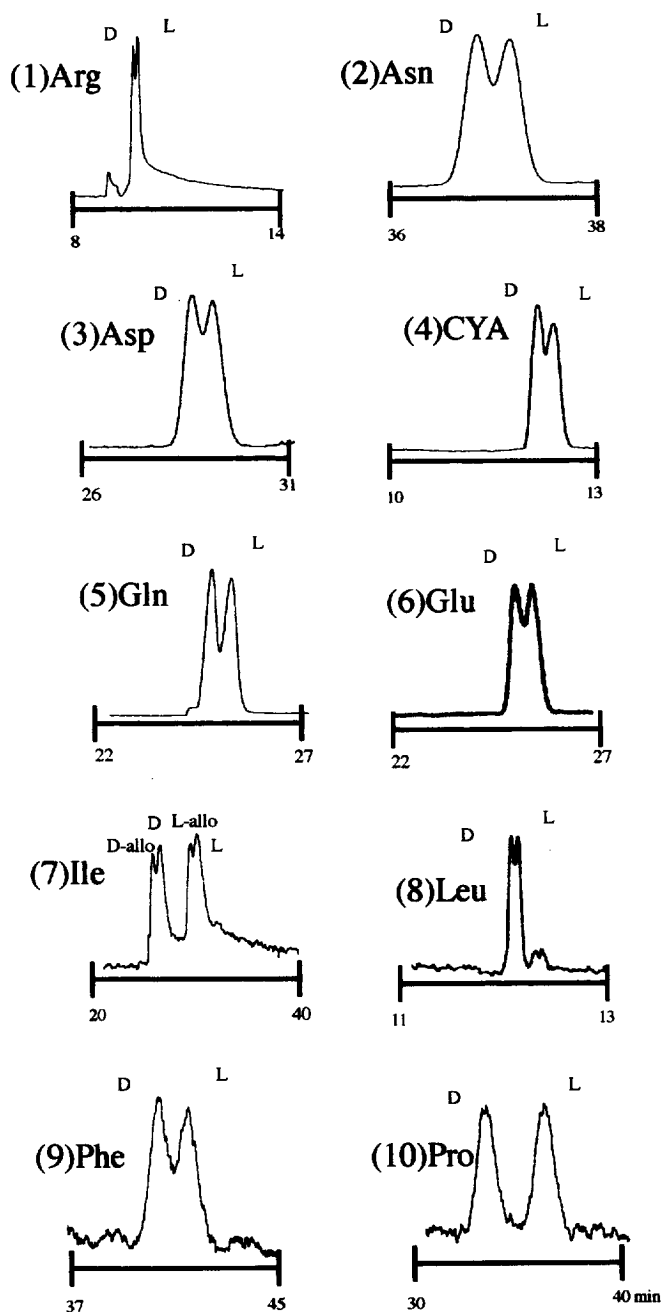 D L
(1)Arg
8 14
D L
(2)Asn
36 38
D L
(3)Asp
26 31
D L
(4)CYA
10 13
D L
(5)Gln
22 27
D L
(6)Glu
22 27
D L-allo
D-allo L
(7)Ile
20 40
D L
(8)Leu
11 13
D L
(9)Phe
37 45
D L
(10)Pro
30 40 min